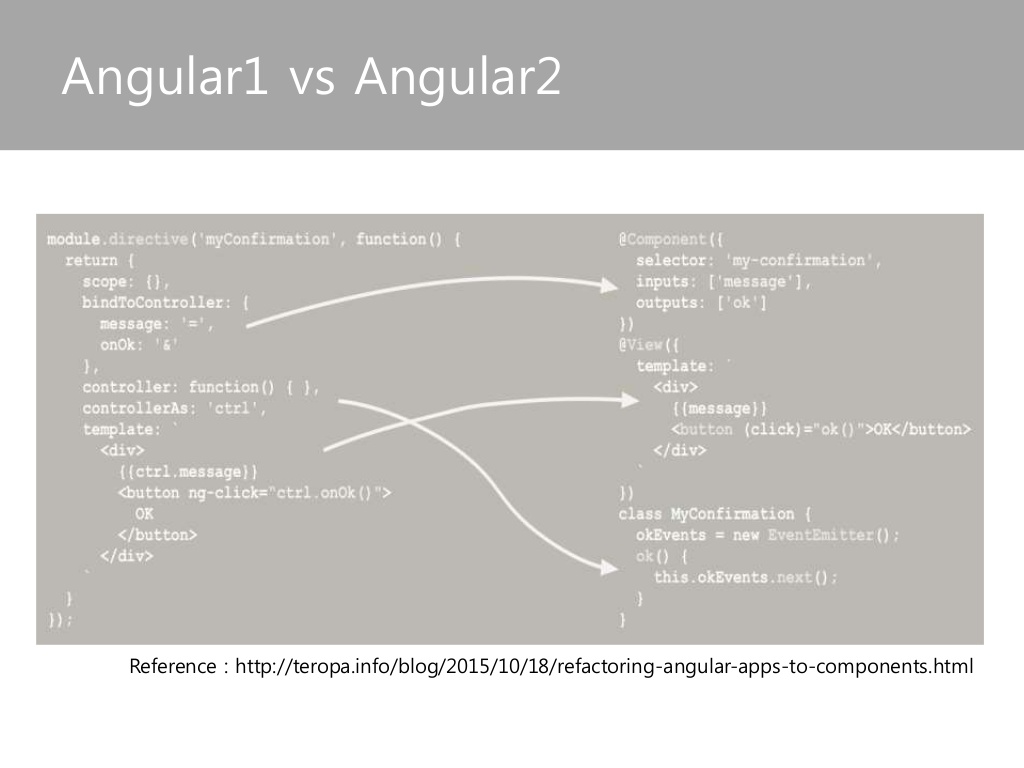 Angular1 vs Angular2
module.directive('myConfirmation', function() {
return {
scope: {},
bindToController: {
message: '=',
onOk: '&'
},
controller: function() { },
controllerAs: 'ctrl',
template: `
<div>
{{ctrl.message}}
<button ng-click="ctrl.onOk()">
OK
</button>
</div>
`
}
});
@Component({
selector: 'my-confirmation',
inputs: ['message'],
outputs: ['ok']
})
@View({
template: `
<div>
{{message}}
<button (click)="ok()">OK</button>
</div>
`
})
class MyConfirmation {
okEvents = new EventEmitter();
ok() {
this.okEvents.next();
}
}
Reference : http://teropa.info/blog/2015/10/18/refactoring-angular-apps-to-components.html